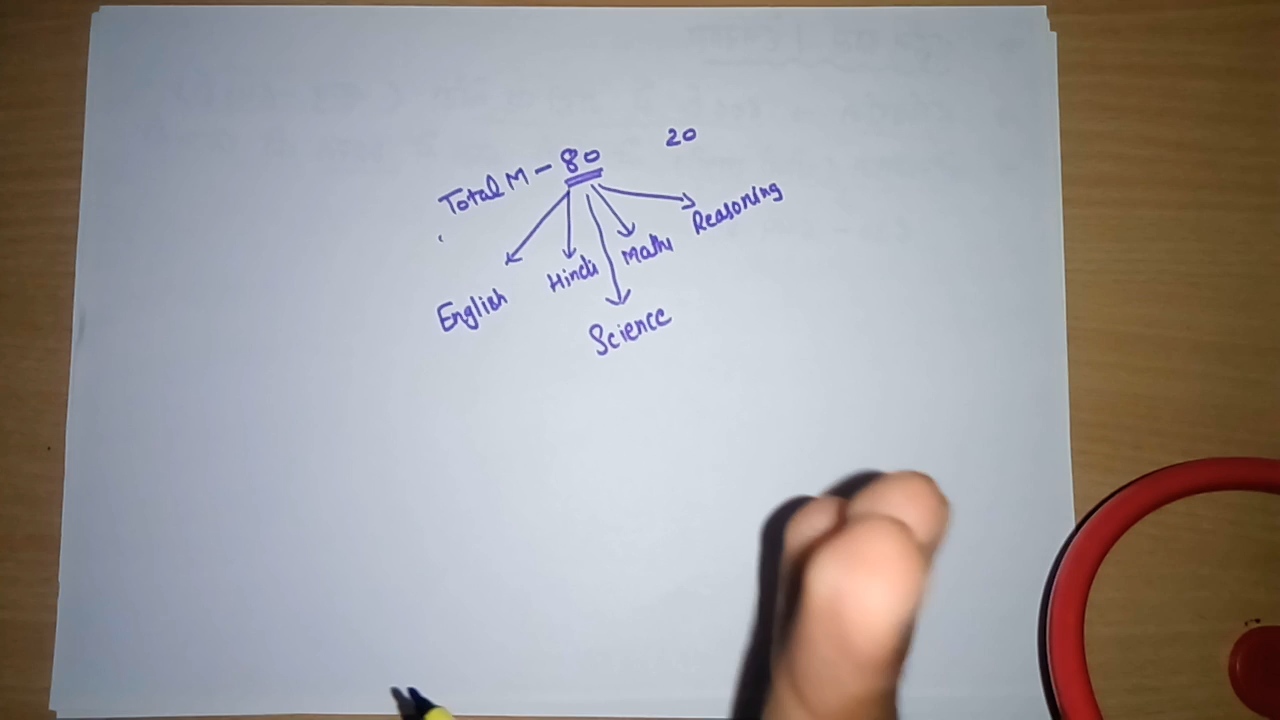 20
Total M - 80
English
Hindi
Maths
Reasoning
Science